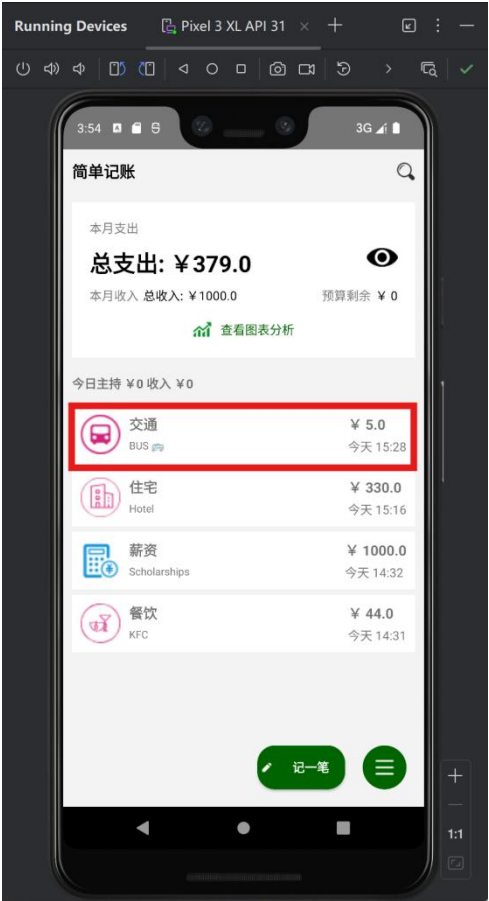 Running Devices Pixel 3 XL API 31
3:54 3G
简单记账
本月支出
总支出: ￥379.0
本月收入 总收入: ￥1000.0 预算剩余 ￥ 0
查看图表分析
今日主持 ￥0 收入 ￥0
交通 ￥ 5.0
BUS 今天 15:28
住宅 ￥ 330.0
Hotel 今天 15:16
薪资 ￥ 1000.0
Scholarships 今天 14:32
餐饮 ￥ 44.0
KFC 今天 14:31
记一笔
1:1